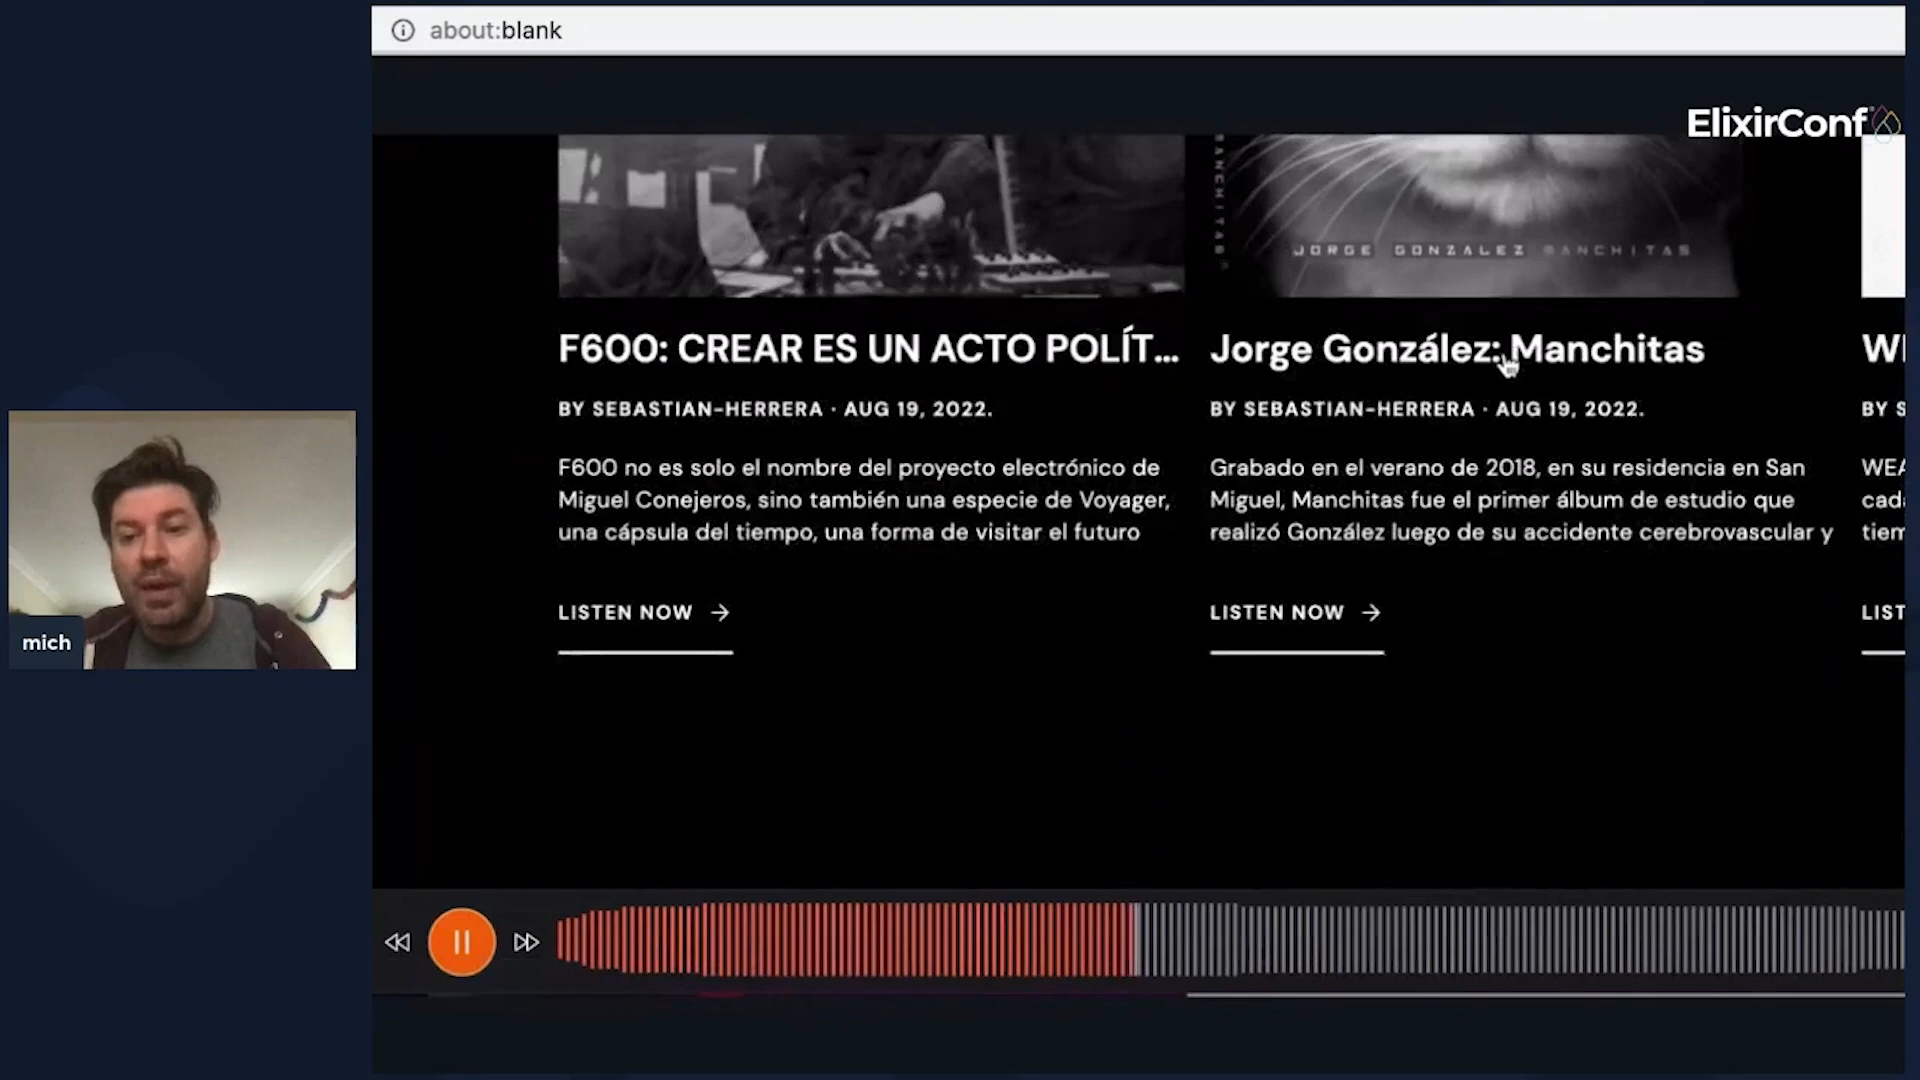 about:blank
ElixirConf
MANCHITAS
JORGE GONZALEZ MANCHITAS
F600: CREAR ES UN ACTO POLÍT...
BY SEBASTIAN-HERRERA · AUG 19, 2022.
F600 no es solo el nombre del proyecto electrónico de
Miguel Conejeros, sino también una especie de Voyager,
una cápsula del tiempo, una forma de visitar el futuro
LISTEN NOW →
Jorge González: Manchitas
BY SEBASTIAN-HERRERA · AUG 19, 2022.
Grabado en el verano de 2018, en su residencia en San
Miguel, Manchitas fue el primer álbum de estudio que
realizó González luego de su accidente cerebrovascular y
LISTEN NOW →
BY
mich